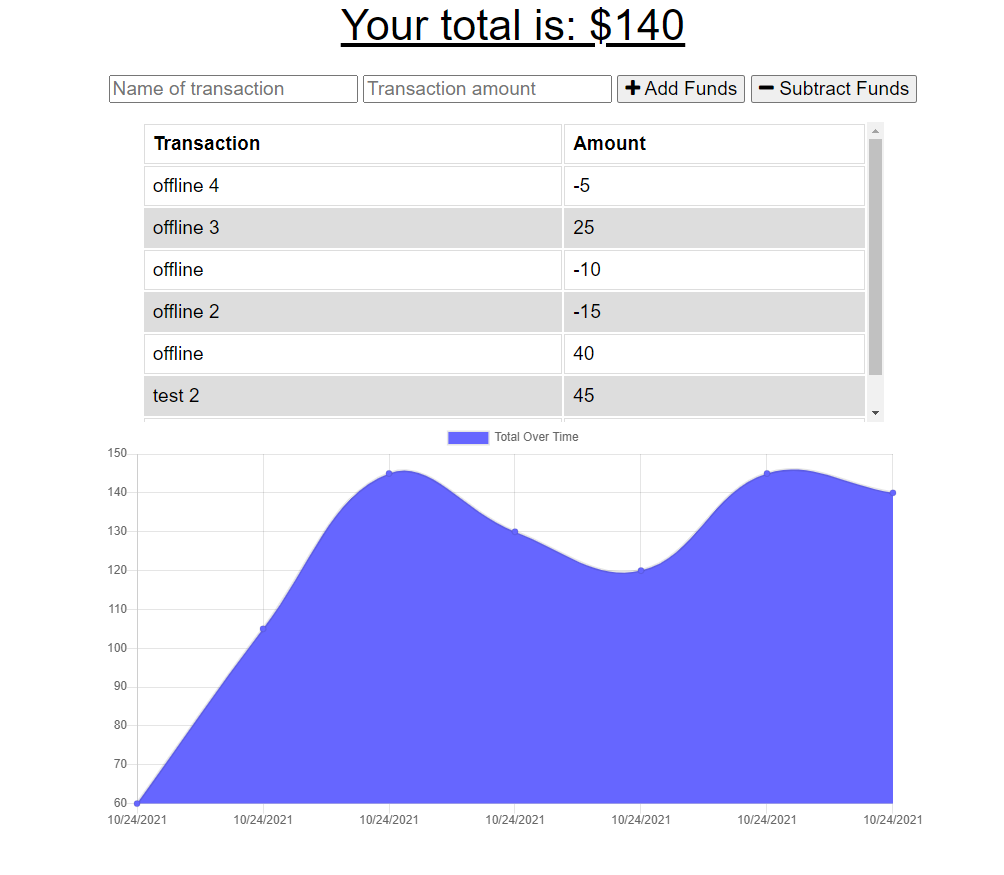 Your total is: $140
Name of transaction Transaction amount + Add Funds − Subtract Funds
Transaction Amount
offline 4 -5
offline 3 25
offline -10
offline 2 -15
offline 40
test 2 45
Total Over Time
150
140
130
120
110
100
90
80
70
60
10/24/2021 10/24/2021 10/24/2021 10/24/2021 10/24/2021 10/24/2021 10/24/2021